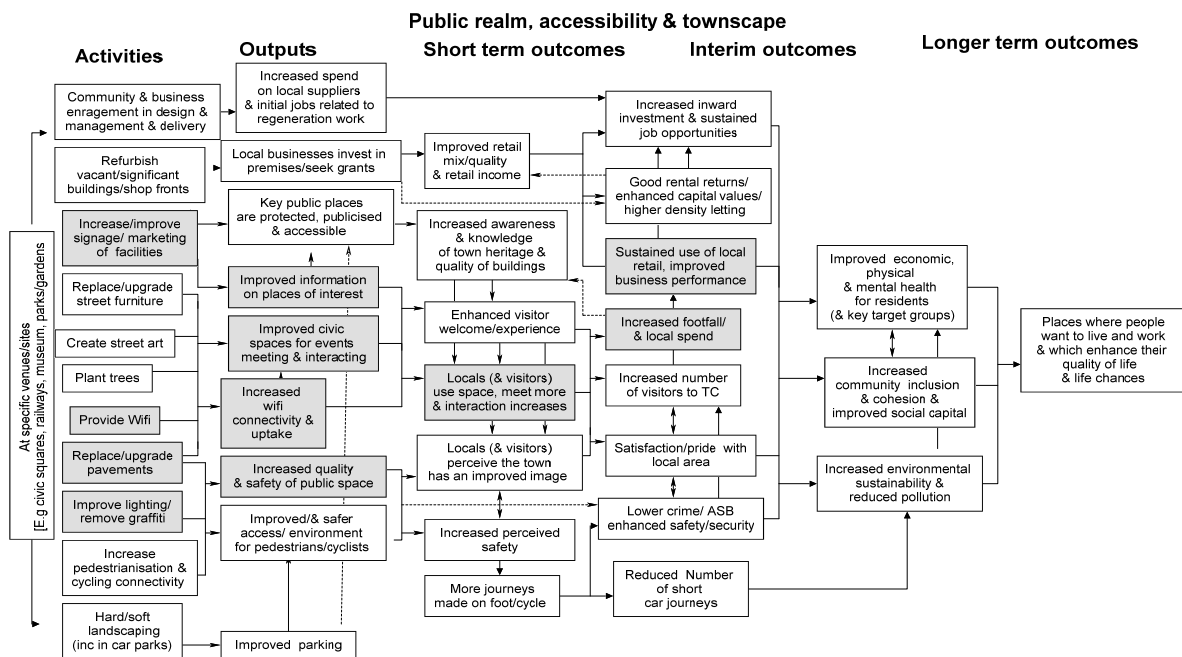 Public realm, accessibility & townscape
Activities
Outputs
Short term outcomes
Interim outcomes
Longer term outcomes
At specific venues/sites
[E.g civic squares, railways, museum, parks/gardens
Community & business
enragement in design &
management & delivery
Refurbish
vacant/significant
buildings/shop fronts
Increase/improve
signage/ marketing
of facilities
Replace/upgrade
street furniture
Create street art
Plant trees
Provide Wifi
Replace/upgrade
pavements
Improve lighting/
remove graffiti
Increase
pedestrianisation &
cycling connectivity
Hard/soft
landscaping
(inc in car parks)
Increased spend
on local suppliers
& initial jobs related to
regeneration work
Local businesses invest in
premises/seek grants
Key public places
are protected, publicised
& accessible
Improved information
on places of interest
Improved civic
spaces for events
meeting & interacting
Increased
wifi
connectivity &
uptake
Increased quality
& safety of public space
Improved/& safer
access/ environment
for pedestrians/cyclists
Improved parking
Improved retail
mix/quality
& retail income
Increased awareness
& knowledge
of town heritage &
quality of buildings
Enhanced visitor
welcome/experience
Locals (& visitors)
use space, meet more
& interaction increases
Locals (& visitors)
perceive the town
has an improved image
Increased perceived
safety
More journeys
made on foot/cycle
Increased inward
investment & sustained
job opportunities
Good rental returns/
enhanced capital values/
higher density letting
Sustained use of local
retail, improved
business performance
Increased footfall/
& local spend
Increased number
of visitors to TC
Satisfaction/pride with
local area
Lower crime/ ASB
enhanced safety/security
Reduced Number
of short
car journeys
Improved economic,
physical
& mental health
for residents
(& key target groups)
Increased
community inclusion
& cohesion &
improved social capital
Increased environmental
sustainability &
reduced pollution
Places where people
want to live and work
& which enhance their
quality of life
& life chances